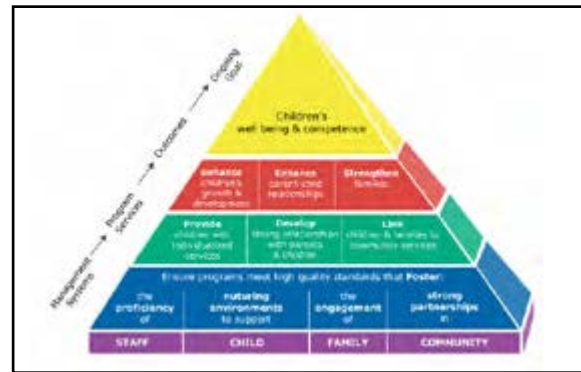 Ongoing
Goal
Outcomes
Program
Services
Management
Systems
Children's
well being & competence
Enhance
children's
growth &
development
Enhance
parent-child
relationships
Strengthen
families
Provide
children with
individualized
services
Develop
strong relationships
with parents
& children
Link
children & families to
community services
Ensure programs meet high quality standards that Foster:
the
proficiency
of
nuturing
environments
to support
the
engagement
of
strong
partnerships
in
STAFF
CHILD
FAMILY
COMMUNITY